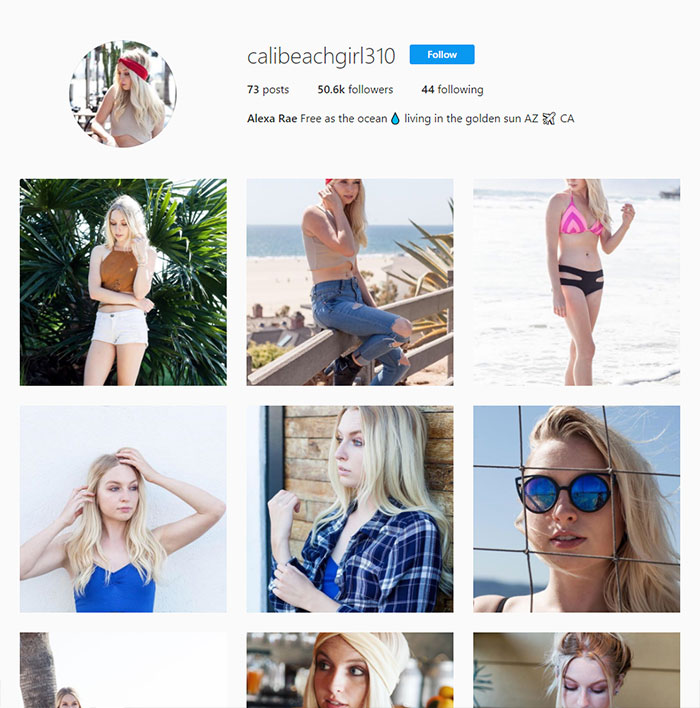 calibeachgirl310 Follow
73 posts 50.6k followers 44 following
Alexa Rae Free as the ocean 💧 living in the golden sun AZ ✈ CA